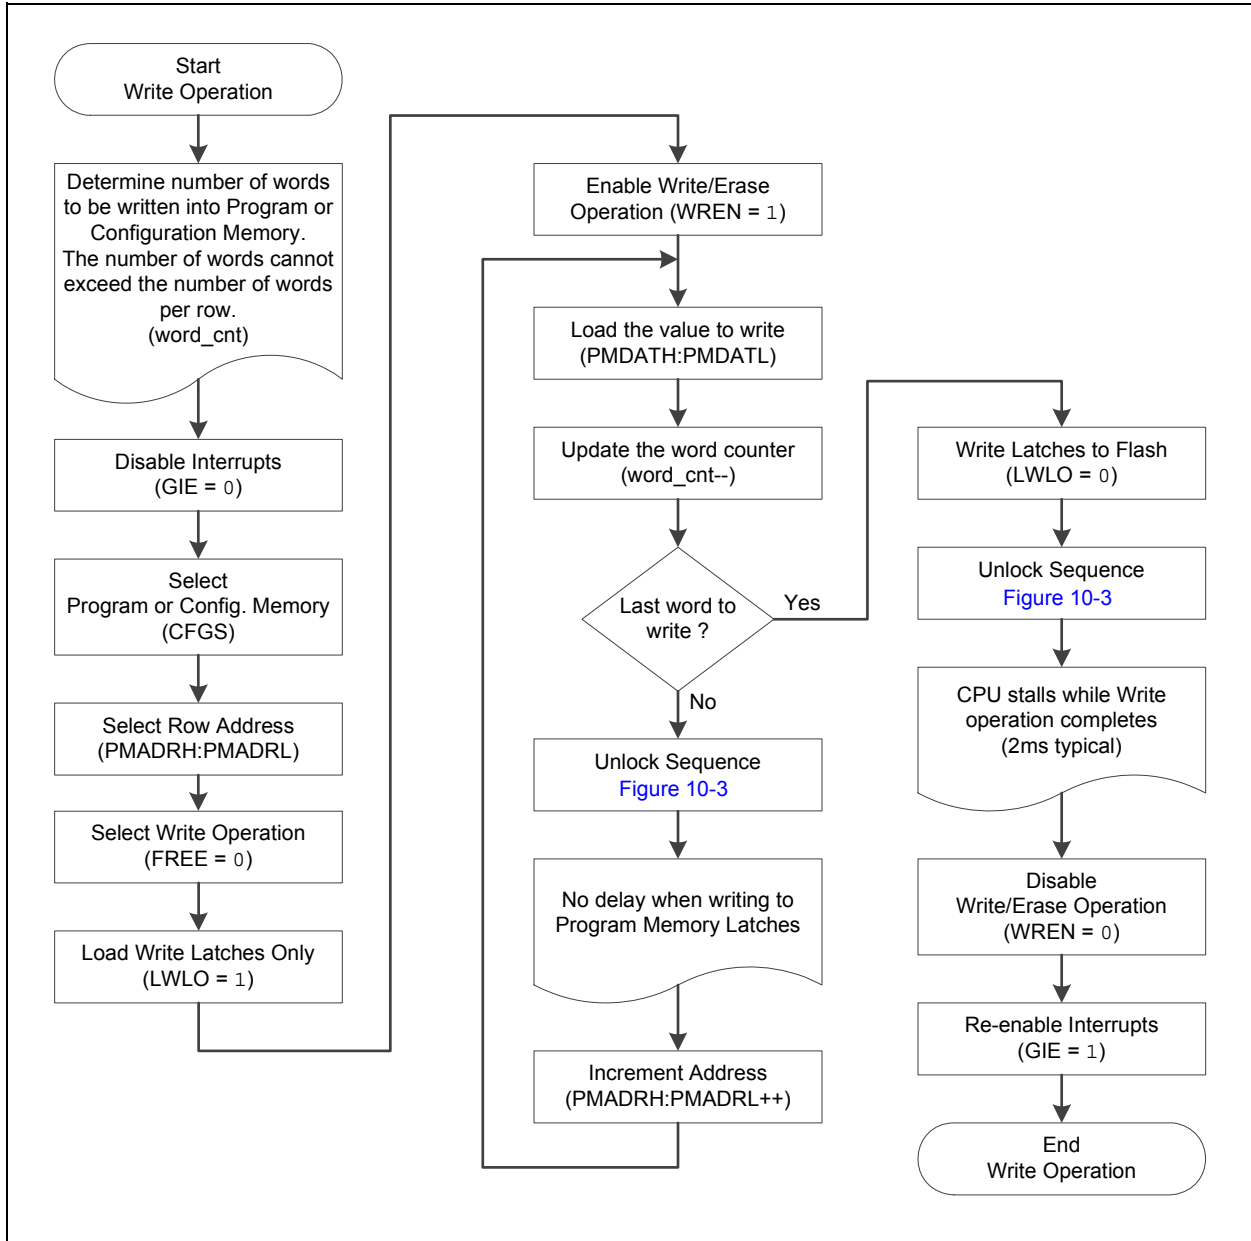 Start
Write Operation
Determine number of words
to be written into Program or
Configuration Memory.
The number of words cannot
exceed the number of words
per row.
(word_cnt)
Disable Interrupts
(GIE = 0)
Select
Program or Config. Memory
(CFGS)
Select Row Address
(PMADRH:PMADRL)
Select Write Operation
(FREE = 0)
Load Write Latches Only
(LWLO = 1)
Enable Write/Erase
Operation (WREN = 1)
Load the value to write
(PMDATH:PMDATL)
Update the word counter
(word_cnt--)
Last word to
write ?
Yes
No
Unlock Sequence
Figure 10-3
No delay when writing to
Program Memory Latches
Increment Address
(PMADRH:PMADRL++)
Write Latches to Flash
(LWLO = 0)
Unlock Sequence
Figure 10-3
CPU stalls while Write
operation completes
(2ms typical)
Disable
Write/Erase Operation
(WREN = 0)
Re-enable Interrupts
(GIE = 1)
End
Write Operation